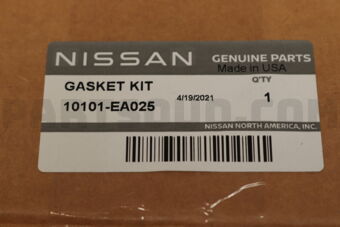 NISSAN
GENUINE PARTS
Made in USA
GASKET KIT
Q'TY
10101-EA025
4/19/2021
1
NISSAN NORTH AMERICA, INC.